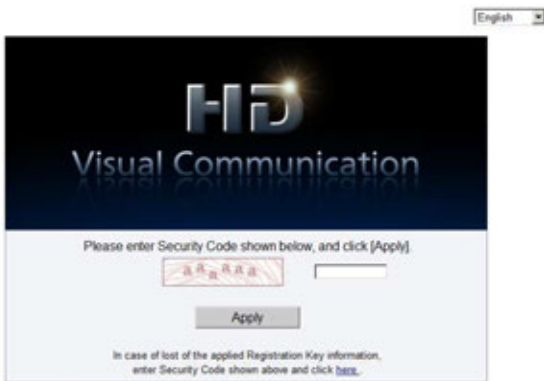 English
HD
Visual Communication
Please enter Security Code shown below, and click [Apply].
aaaaaa
Apply
In case of lost of the applied Registration Key information,
enter Security Code shown above and click here.